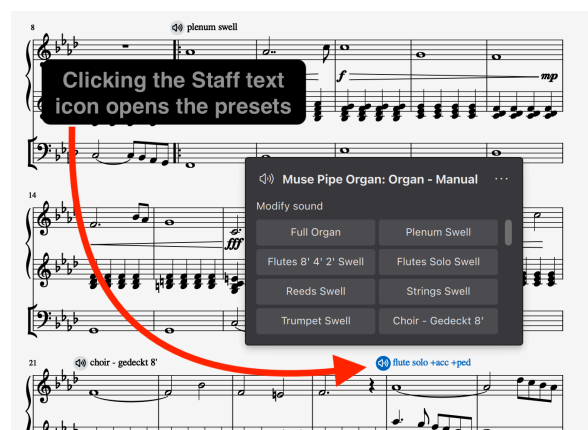 8
plenum swell
Clicking the Staff text
icon opens the presets
f
mp
Muse Pipe Organ: Organ - Manual ...
Modify sound
Full Organ Plenum Swell
Flutes 8' 4' 2' Swell Flutes Solo Swell
Reeds Swell Strings Swell
Trumpet Swell Choir - Gedeckt 8'
14
fff
21
choir - gedeckt 8'
flute solo +acc +ped